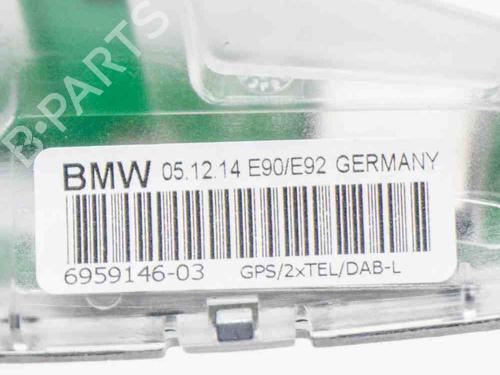 B-PARTS
BMW 05.12.14 E90/E92 GERMANY
6959146-03 GPS/2xTEL/DAB-L